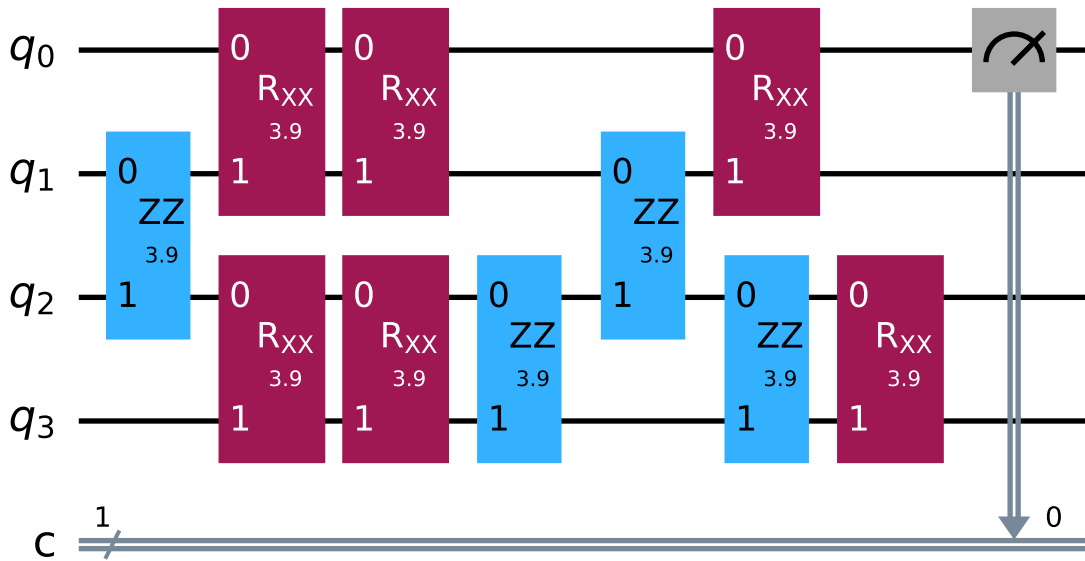 q0 0 0 0
RXX RXX RXX
3.9 3.9 3.9
q1 0 1 1 0 1
ZZ ZZ
3.9 3.9
q2 1 0 0 0 1 0 0
RXX RXX ZZ ZZ RXX
3.9 3.9 3.9 3.9 3.9
q3 1 1 1 1 1
1 0
c